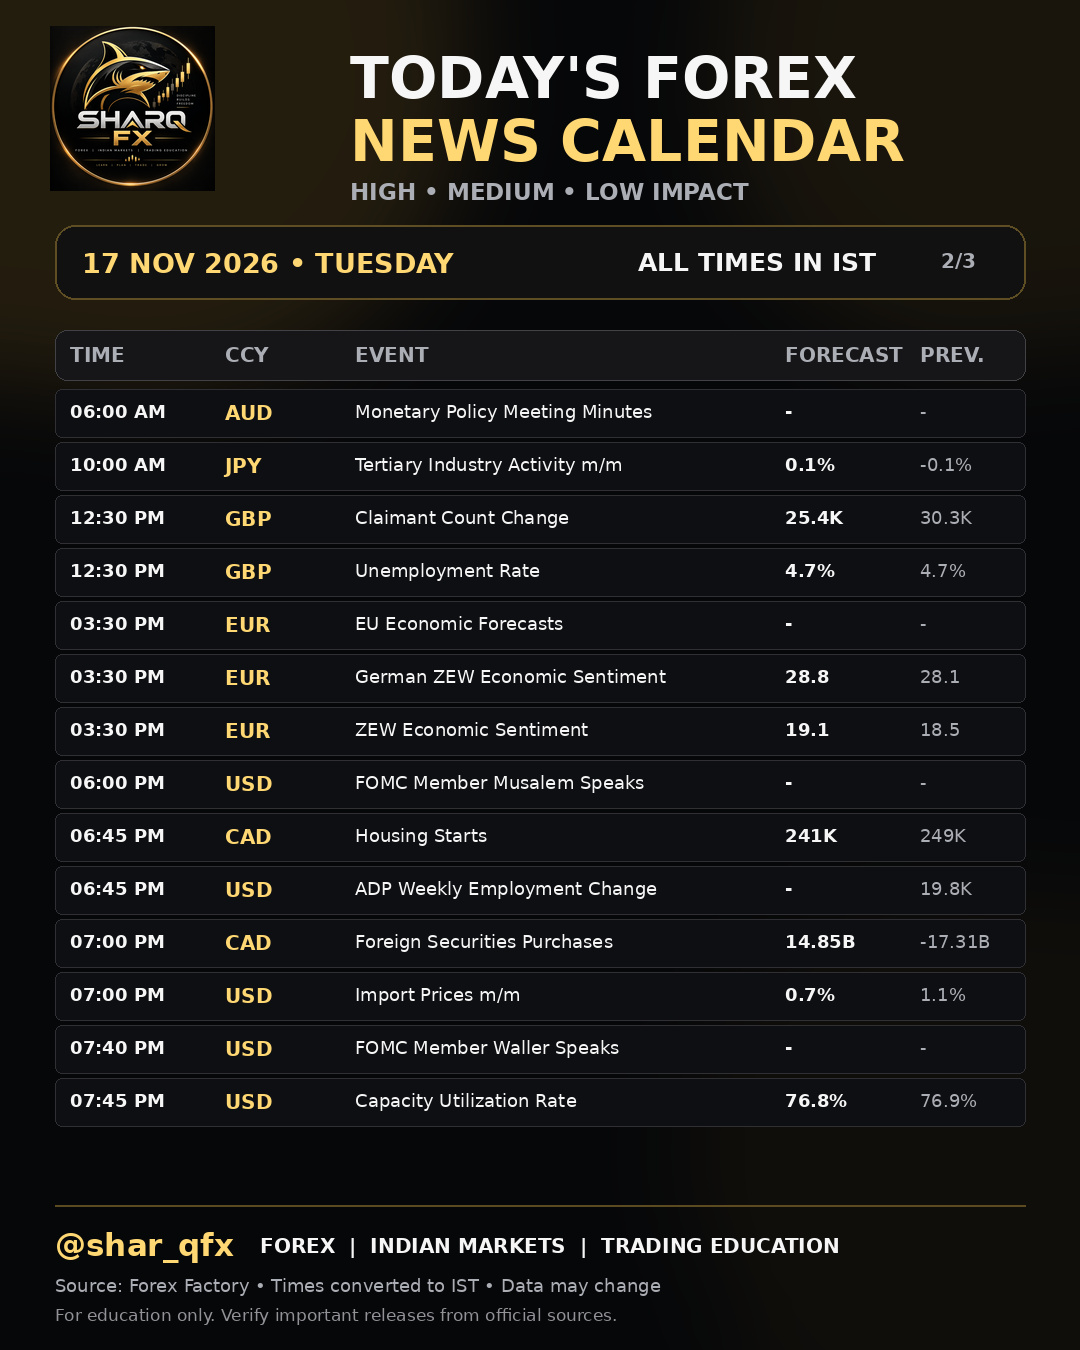 SHARQ
FX
TODAY'S FOREX
NEWS CALENDAR
HIGH • MEDIUM • LOW IMPACT
17 NOV 2026 • TUESDAY ALL TIMES IN IST 2/3
TIME CCY EVENT FORECAST PREV.
06:00 AM AUD Monetary Policy Meeting Minutes - -
10:00 AM JPY Tertiary Industry Activity m/m 0.1% -0.1%
12:30 PM GBP Claimant Count Change 25.4K 30.3K
12:30 PM GBP Unemployment Rate 4.7% 4.7%
03:30 PM EUR EU Economic Forecasts - -
03:30 PM EUR German ZEW Economic Sentiment 28.8 28.1
03:30 PM EUR ZEW Economic Sentiment 19.1 18.5
06:00 PM USD FOMC Member Musalem Speaks - -
06:45 PM CAD Housing Starts 241K 249K
06:45 PM USD ADP Weekly Employment Change - 19.8K
07:00 PM CAD Foreign Securities Purchases 14.85B -17.31B
07:00 PM USD Import Prices m/m 0.7% 1.1%
07:40 PM USD FOMC Member Waller Speaks - -
07:45 PM USD Capacity Utilization Rate 76.8% 76.9%
@shar_qfx FOREX | INDIAN MARKETS | TRADING EDUCATION
Source: Forex Factory • Times converted to IST • Data may change
For education only. Verify important releases from official sources.